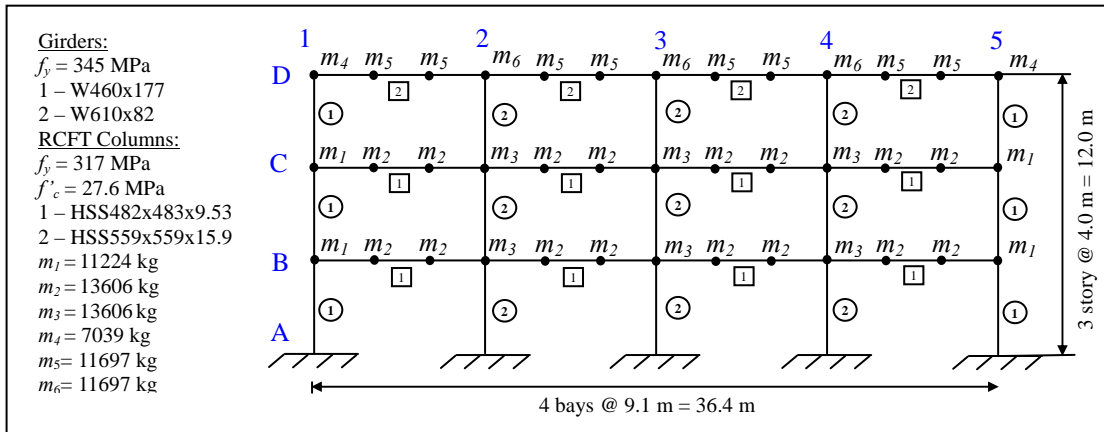 Girders:
fy = 345 MPa
1 – W460x177
2 – W610x82
RCFT Columns:
fy = 317 MPa
f'c = 27.6 MPa
1 – HSS482x483x9.53
2 – HSS559x559x15.9
m1 = 11224 kg
m2 = 13606 kg
m3 = 13606 kg
m4 = 7039 kg
m5= 11697 kg
m6= 11697 kg
1 2 3 4 5
m4 m5 m5 m6 m5 m5 m6 m5 m5 m6 m5 m5 m4
D
2 2 2 2
1 2 2 2 1
m1 m2 m2 m3 m2 m2 m3 m2 m2 m3 m2 m2 m1
C
1 1 1 1
1 2 2 2 1
m1 m2 m2 m3 m2 m2 m3 m2 m2 m3 m2 m2 m1
B
1 1 1 1
1 2 2 2 1
A
3 story @ 4.0 m = 12.0 m
4 bays @ 9.1 m = 36.4 m